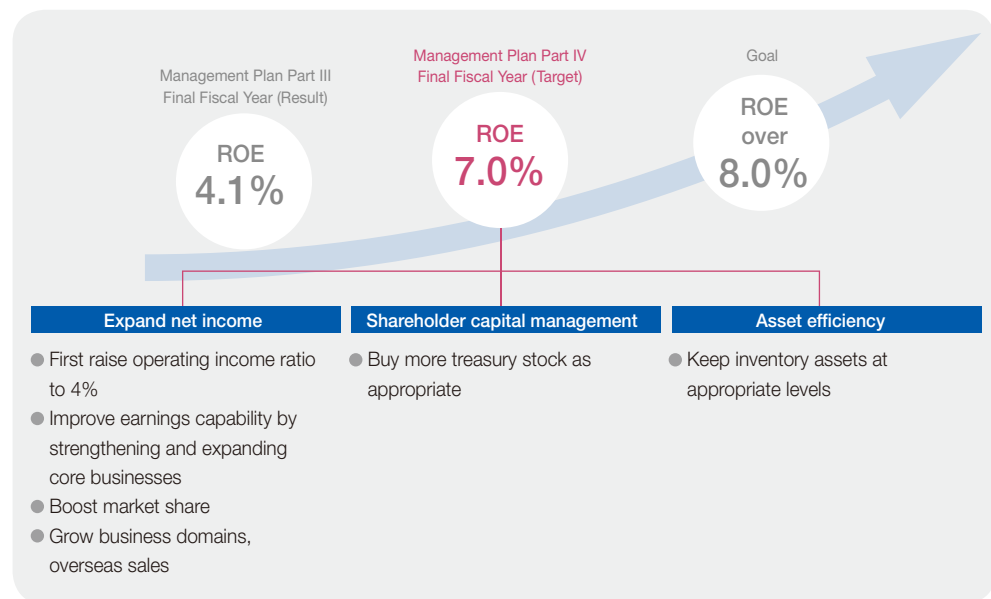 Management Plan Part III
Final Fiscal Year (Result)
ROE
4.1%
Management Plan Part IV
Final Fiscal Year (Target)
ROE
7.0%
Goal
ROE
over
8.0%
Expand net income
● First raise operating income ratio
to 4%
● Improve earnings capability by
strengthening and expanding
core businesses
● Boost market share
● Grow business domains,
overseas sales
Shareholder capital management
● Buy more treasury stock as
appropriate
Asset efficiency
● Keep inventory assets at
appropriate levels